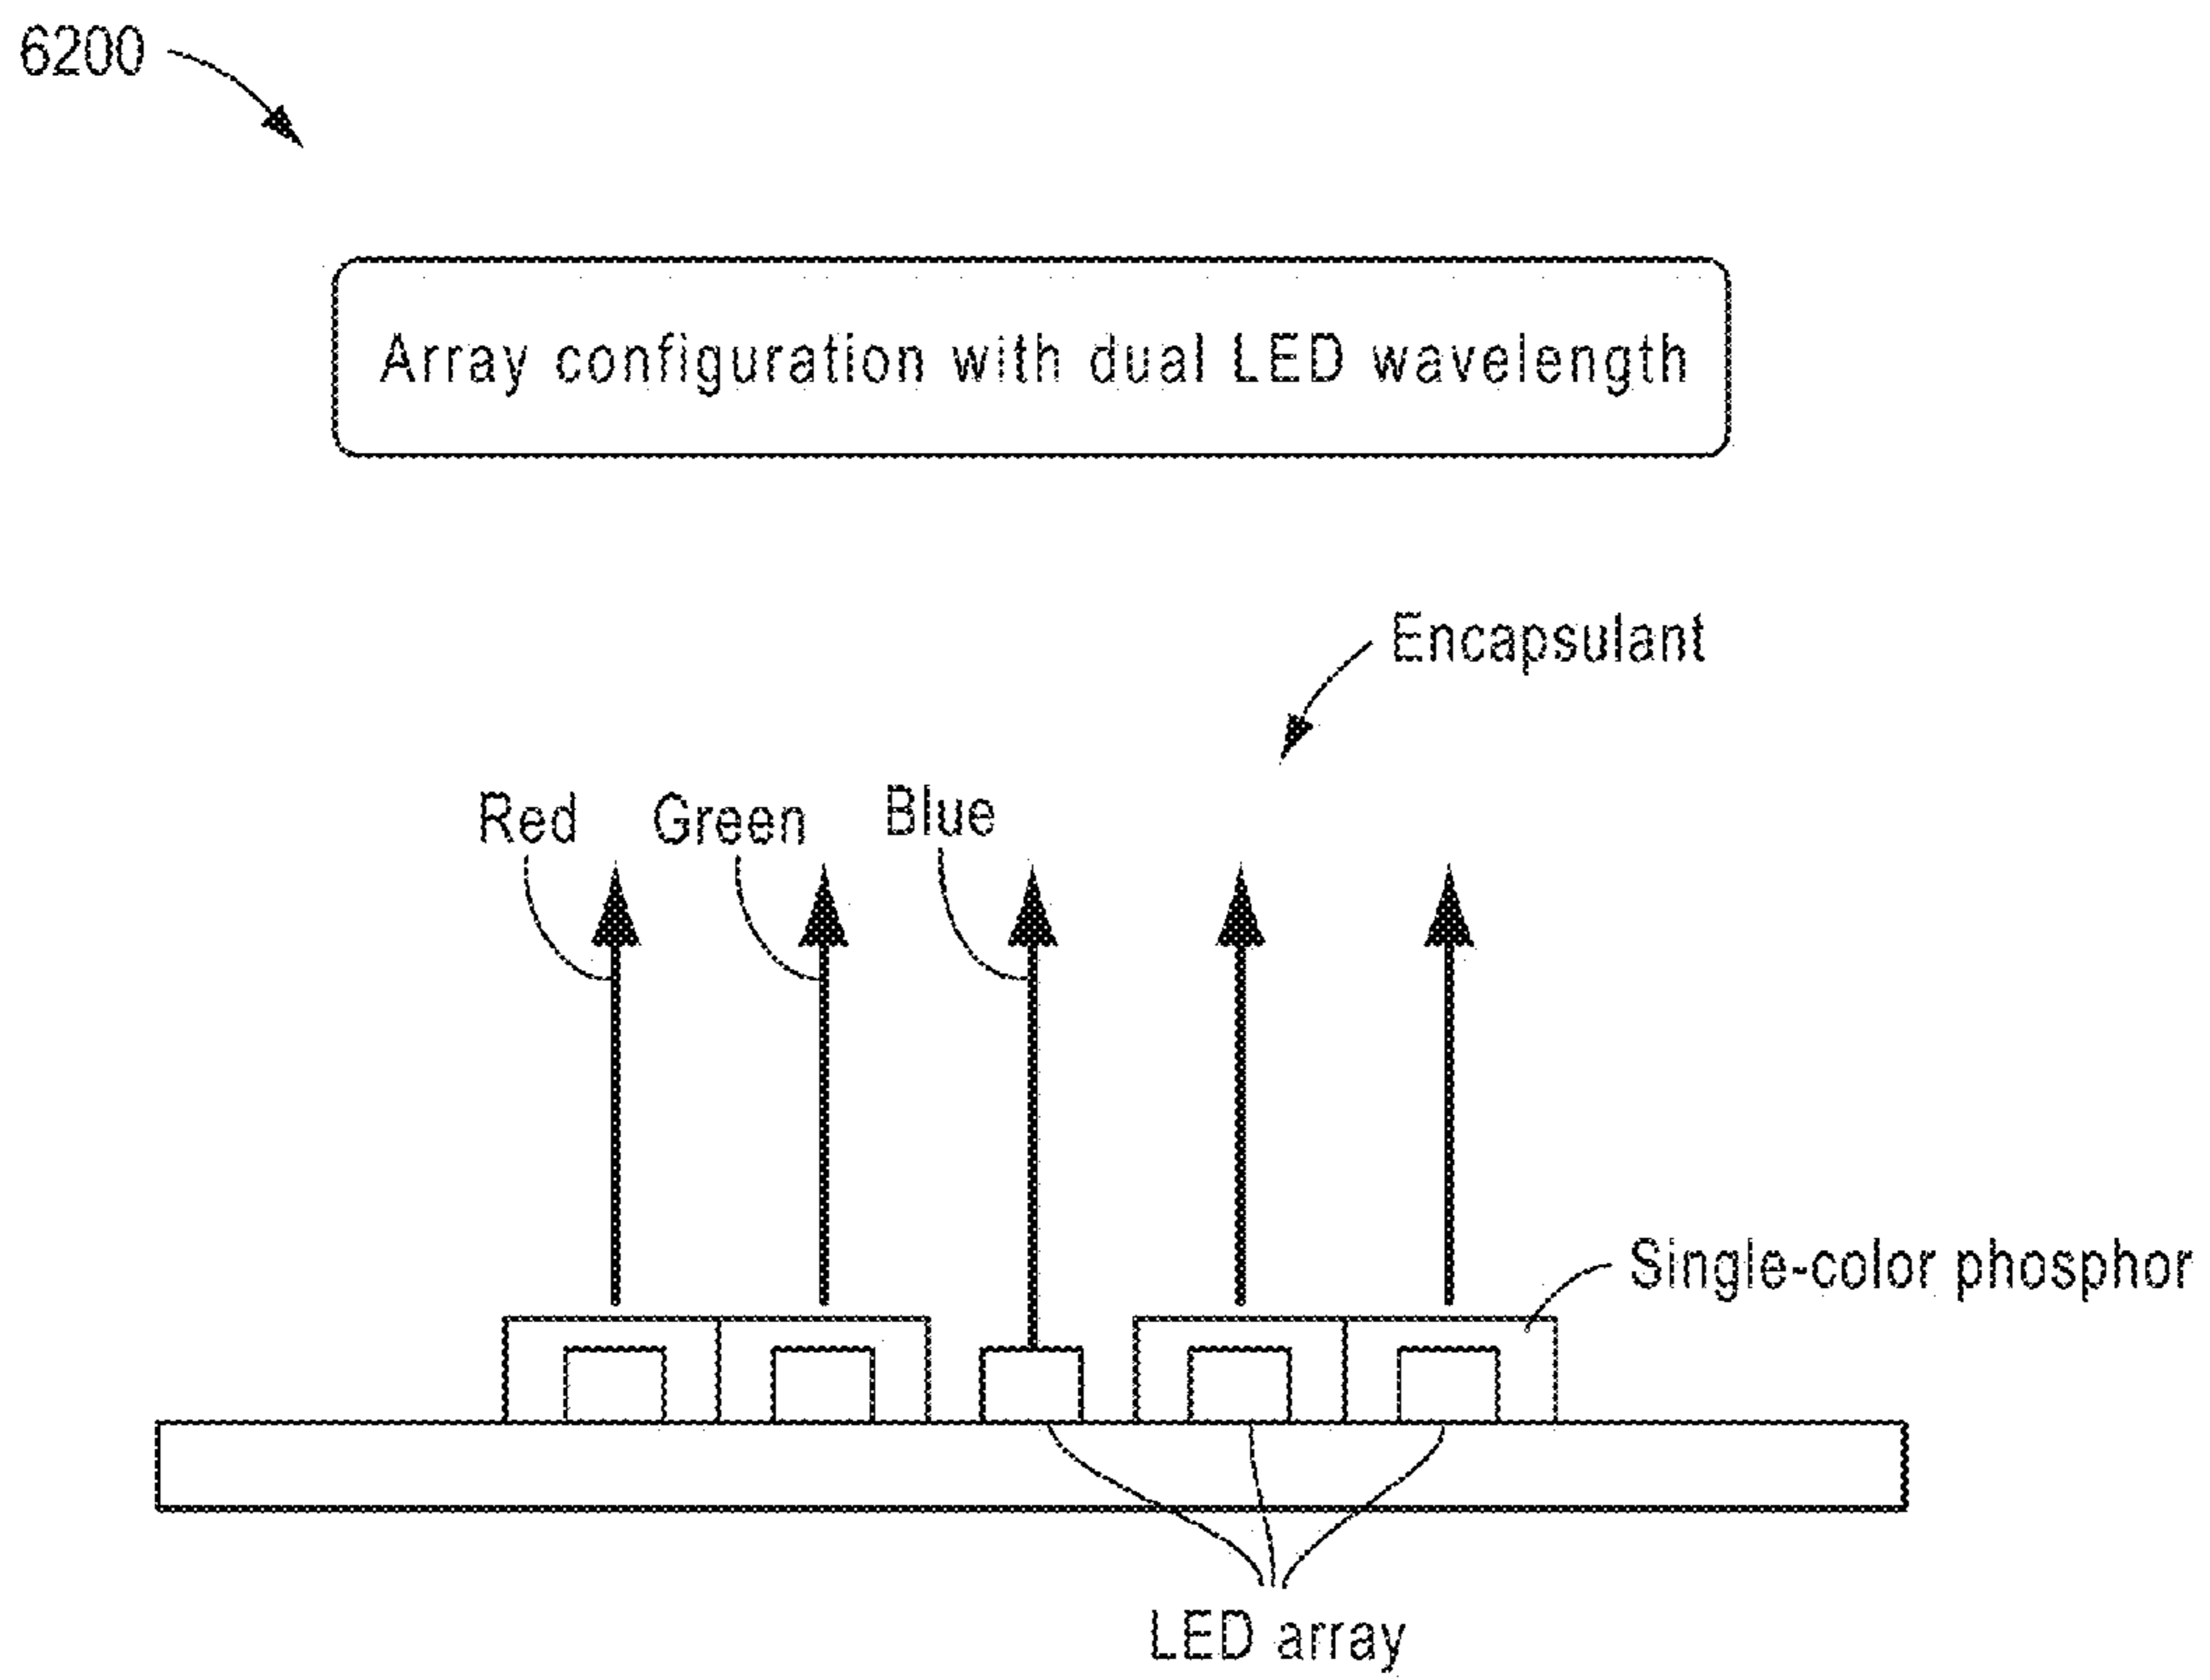 6200
Array configuration with dual LED wavelength
Encapsulant
Red
Green
Blue
Single-color phosphor
LED array